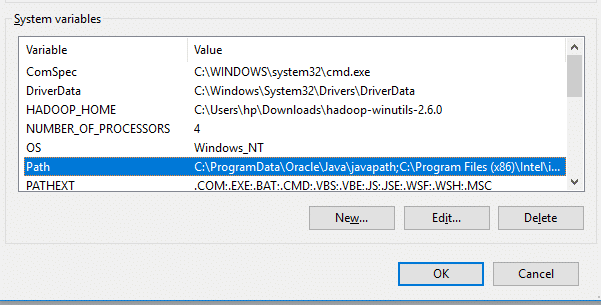 System variables
Variable Value
ComSpec C:\WINDOWS\system32\cmd.exe
DriverData C:\Windows\System32\Drivers\DriverData
HADOOP_HOME C:\Users\hp\Downloads\hadoop-winutils-2.6.0
NUMBER_OF_PROCESSORS 4
OS Windows_NT
Path C:\ProgramData\Oracle\Java\javapath;C:\Program Files (x86)\Intel\i...
PATHEXT .COM;.EXE;.BAT;.CMD;.VBS;.VBE;.JS;.JSE;.WSF;.WSH;.MSC
New... Edit... Delete
OK Cancel